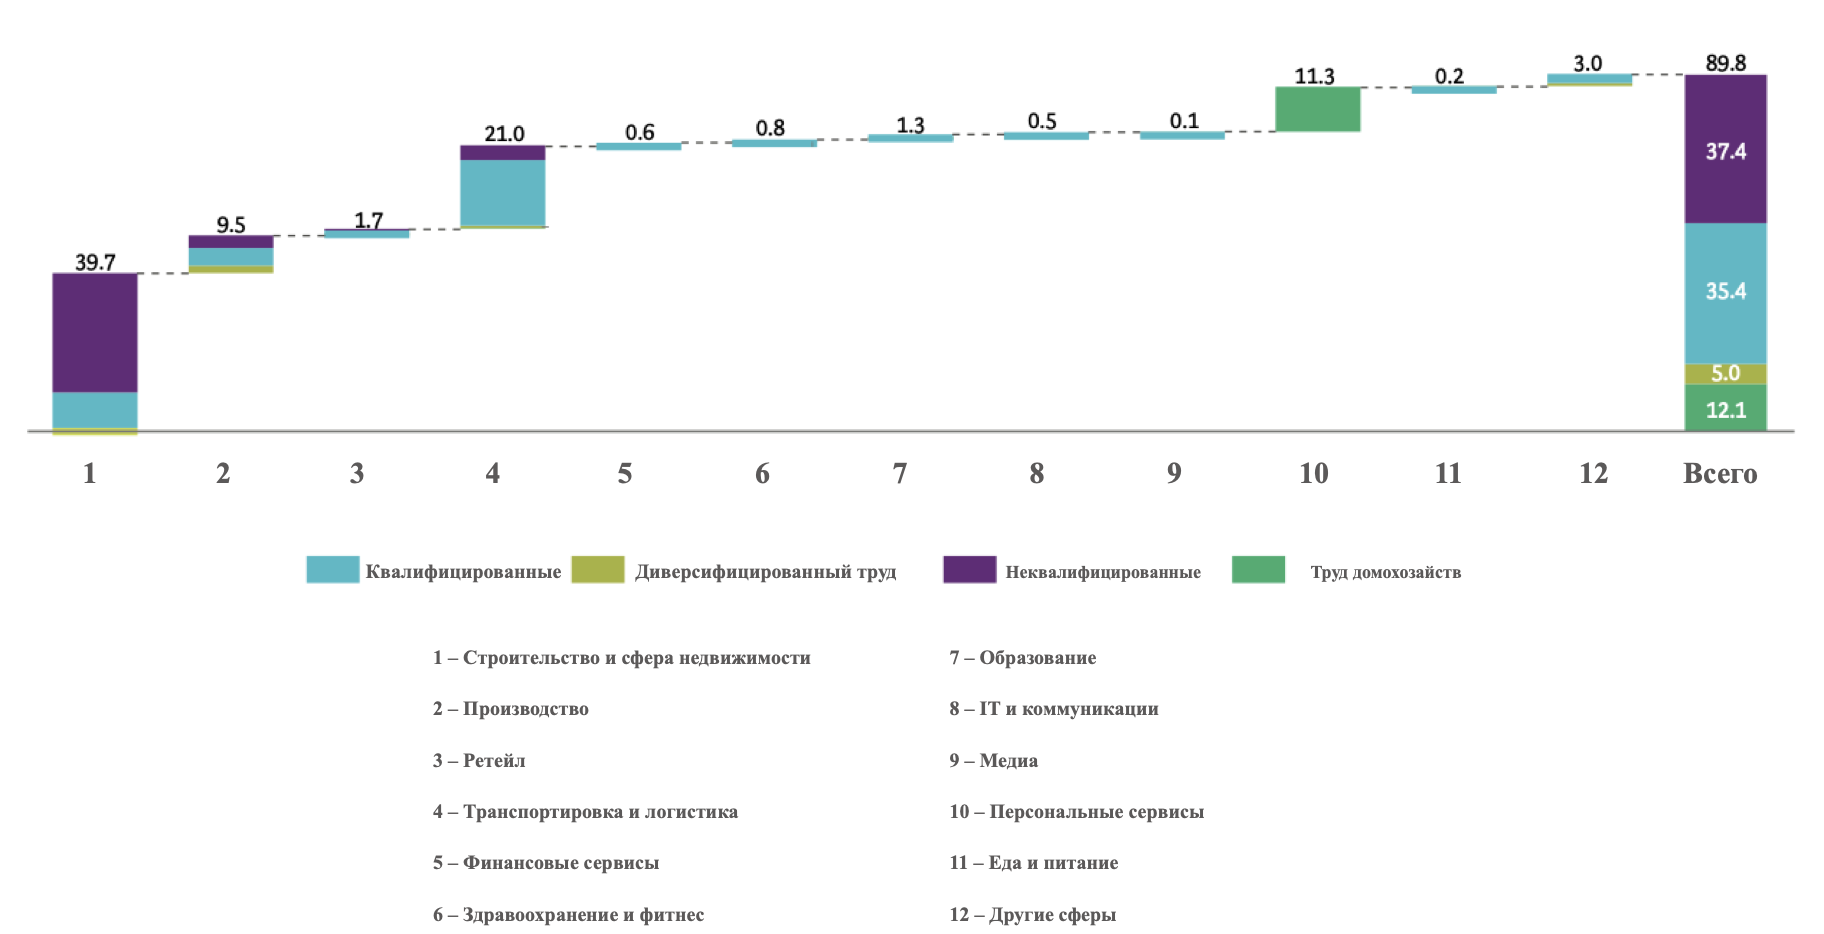 39.7
9.5
1.7
21.0
0.6
0.8
1.3
0.5
0.1
11.3
0.2
3.0
89.8
37.4
35.4
5.0
12.1
1 2 3 4 5 6 7 8 9 10 11 12 Всего
Квалифицированные Диверсифицированный труд Неквалифицированные Труд домохозяйств
1 – Строительство и сфера недвижимости
2 – Производство
3 – Ретейл
4 – Транспортировка и логистика
5 – Финансовые сервисы
6 – Здравоохранение и фитнес
7 – Образование
8 – IT и коммуникации
9 – Медиа
10 – Персональные сервисы
11 – Еда и питание
12 – Другие сферы